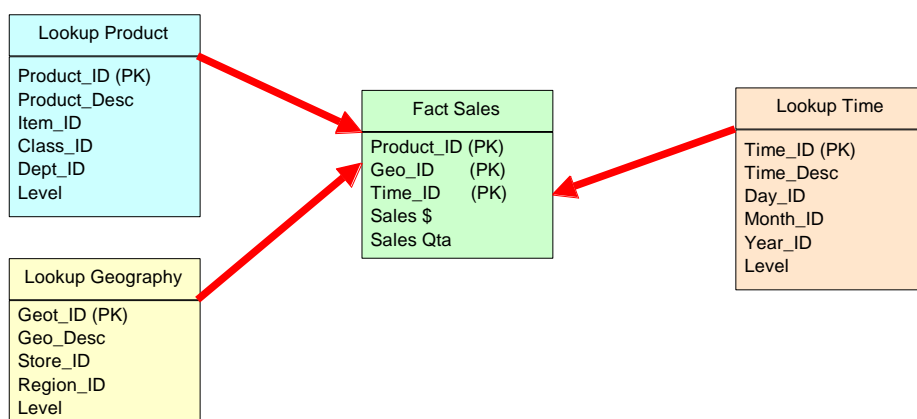 Lookup Product
Product_ID (PK)
Product_Desc
Item_ID
Class_ID
Dept_ID
Level
Fact Sales
Product_ID (PK)
Geo_ID (PK)
Time_ID (PK)
Sales $
Sales Qta
Lookup Time
Time_ID (PK)
Time_Desc
Day_ID
Month_ID
Year_ID
Level
Lookup Geography
Geot_ID (PK)
Geo_Desc
Store_ID
Region_ID
Level